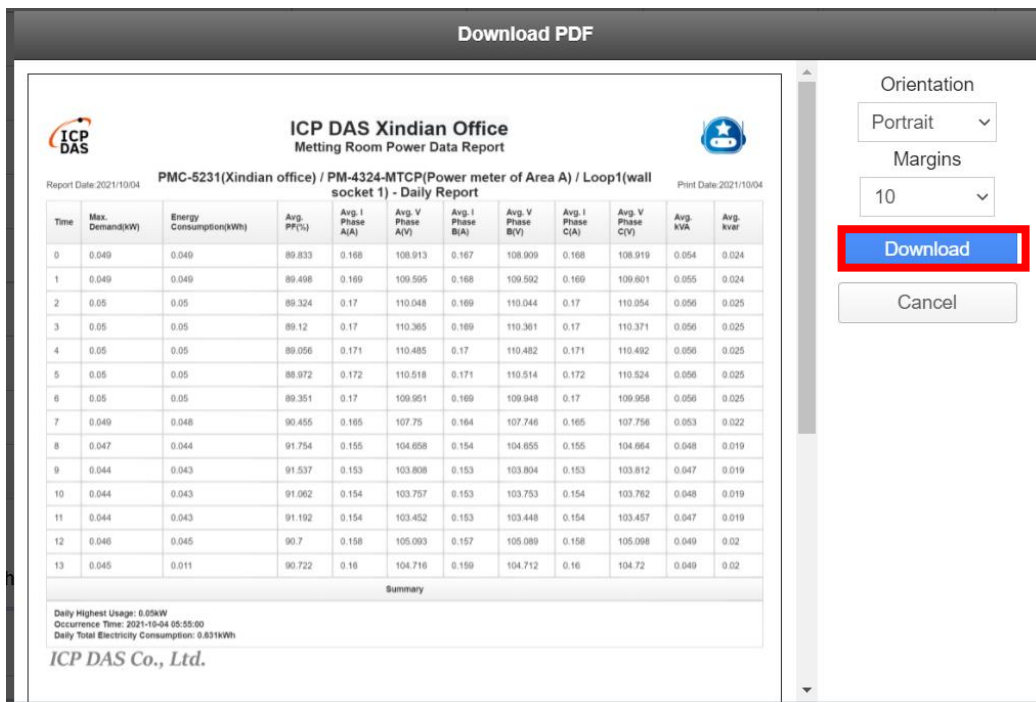 Download PDF
ICP DAS
ICP DAS Xindian Office
Metting Room Power Data Report
Report Date:2021/10/04
PMC-5231(Xindian office) / PM-4324-MTCP(Power meter of Area A) / Loop1(wall
socket 1) - Daily Report
Print Date:2021/10/04
Time Max. Demand(kW) Energy Consumption(kWh) Avg. PF(%) Avg. I Phase A(A) Avg. V Phase A(V) Avg. I Phase B(A) Avg. V Phase B(V) Avg. I Phase C(A) Avg. V Phase C(V) Avg. kVA Avg. kvar
0 0.049 0.049 89.833 0.168 108.913 0.167 108.909 0.168 108.919 0.054 0.024
1 0.049 0.049 89.498 0.169 109.595 0.168 109.592 0.169 109.601 0.055 0.024
2 0.05 0.05 89.324 0.17 110.048 0.169 110.044 0.17 110.054 0.056 0.025
3 0.05 0.05 89.12 0.17 110.365 0.169 110.361 0.17 110.371 0.056 0.025
4 0.05 0.05 89.056 0.171 110.485 0.17 110.482 0.171 110.492 0.056 0.025
5 0.05 0.05 88.972 0.172 110.518 0.171 110.514 0.172 110.524 0.056 0.025
6 0.05 0.05 89.351 0.17 109.951 0.169 109.948 0.17 109.958 0.056 0.025
7 0.049 0.048 90.455 0.165 107.75 0.164 107.746 0.165 107.756 0.053 0.022
8 0.047 0.044 91.754 0.155 104.658 0.154 104.655 0.155 104.664 0.048 0.019
9 0.044 0.043 91.537 0.153 103.808 0.153 103.804 0.153 103.812 0.047 0.019
10 0.044 0.043 91.062 0.154 103.757 0.153 103.753 0.154 103.762 0.048 0.019
11 0.044 0.043 91.192 0.154 103.452 0.153 103.448 0.154 103.457 0.047 0.019
12 0.046 0.045 90.7 0.158 105.093 0.157 105.089 0.158 105.098 0.049 0.02
13 0.045 0.011 90.722 0.16 104.716 0.159 104.712 0.16 104.72 0.049 0.02
Summary
Daily Highest Usage: 0.05kW
Occurrence Time: 2021-10-04 05:55:00
Daily Total Electricity Consumption: 0.631kWh
ICP DAS Co., Ltd.
Orientation
Portrait
Margins
10
Download
Cancel